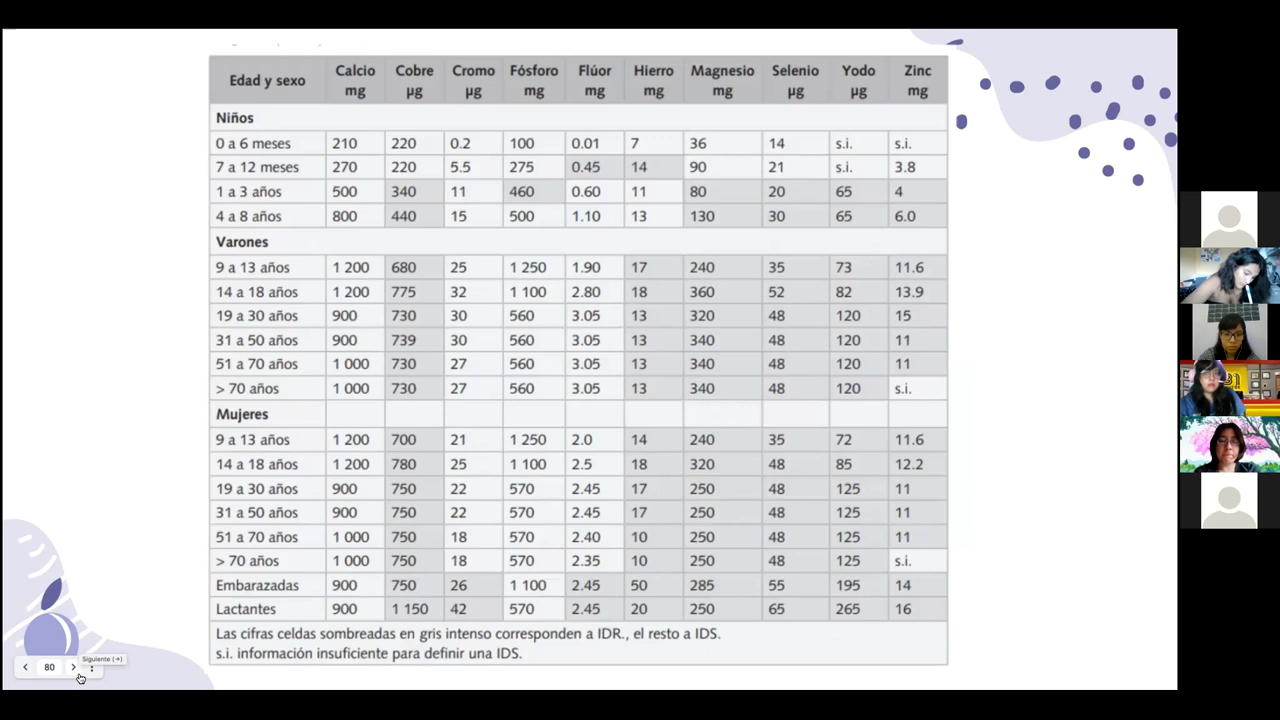 Edad y sexo Calcio mg Cobre µg Cromo µg Fósforo mg Flúor mg Hierro mg Magnesio mg Selenio µg Yodo µg Zinc mg
Niños
0 a 6 meses 210 220 0.2 100 0.01 7 36 14 s.i. s.i.
7 a 12 meses 270 220 5.5 275 0.45 14 90 21 s.i. 3.8
1 a 3 años 500 340 11 460 0.60 11 80 20 65 4
4 a 8 años 800 440 15 500 1.10 13 130 30 65 6.0
Varones
9 a 13 años 1 200 680 25 1 250 1.90 17 240 35 73 11.6
14 a 18 años 1 200 775 32 1 100 2.80 18 360 52 82 13.9
19 a 30 años 900 730 30 560 3.05 13 320 48 120 15
31 a 50 años 900 739 30 560 3.05 13 340 48 120 11
51 a 70 años 1 000 730 27 560 3.05 13 340 48 120 11
> 70 años 1 000 730 27 560 3.05 13 340 48 120 s.i.
Mujeres
9 a 13 años 1 200 700 21 1 250 2.0 14 240 35 72 11.6
14 a 18 años 1 200 780 25 1 100 2.5 18 320 48 85 12.2
19 a 30 años 900 750 22 570 2.45 17 250 48 125 11
31 a 50 años 900 750 22 570 2.45 17 250 48 125 11
51 a 70 años 1 000 750 18 570 2.40 10 250 48 125 11
> 70 años 1 000 750 18 570 2.35 10 250 48 125 s.i.
Embarazadas 900 750 26 1 100 2.45 50 285 55 195 14
Lactantes 900 1 150 42 570 2.45 20 250 65 265 16
Las cifras celdas sombreadas en gris intenso corresponden a IDR., el resto a IDS.
s.i. información insuficiente para definir una IDS.
Siguiente (→)
80